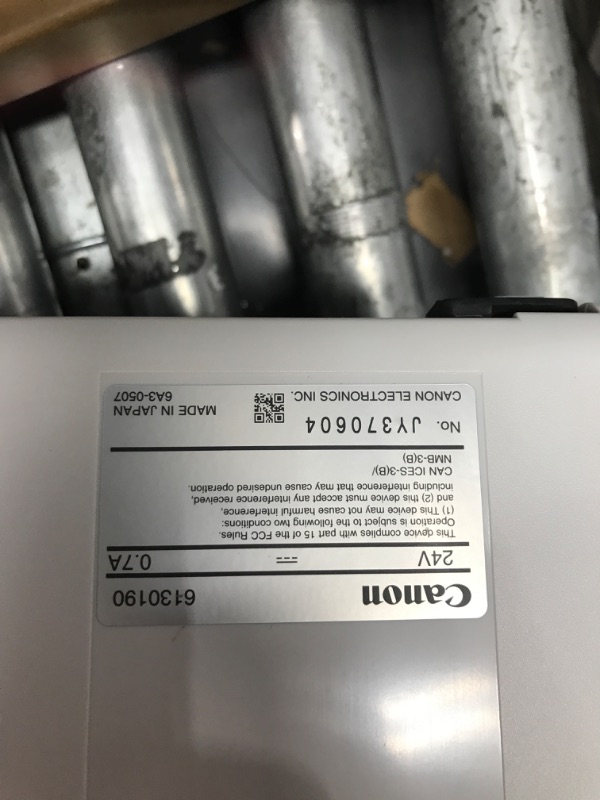 Canon 6130190
24V ⎓ 0.7A
This device complies with part 15 of the FCC Rules.
Operation is subject to the following two conditions:
(1) This device may not cause harmful interference,
and (2) this device must accept any interference received,
including interference that may cause undesired operation.
CAN ICES-3(B)/
NMB-3(B)
No. JY370604
MADE IN JAPAN
CANON ELECTRONICS INC. 6A3-0507